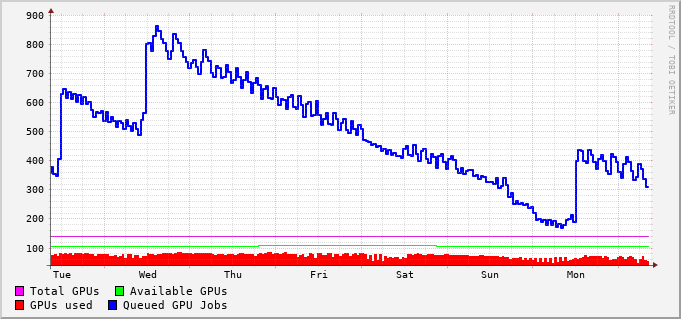 900
800
700
600
500
400
300
200
100
Tue Wed Thu Fri Sat Sun Mon
Total GPUs Available GPUs
GPUs used Queued GPU Jobs
RRDTOOL / TOBI OETIKER